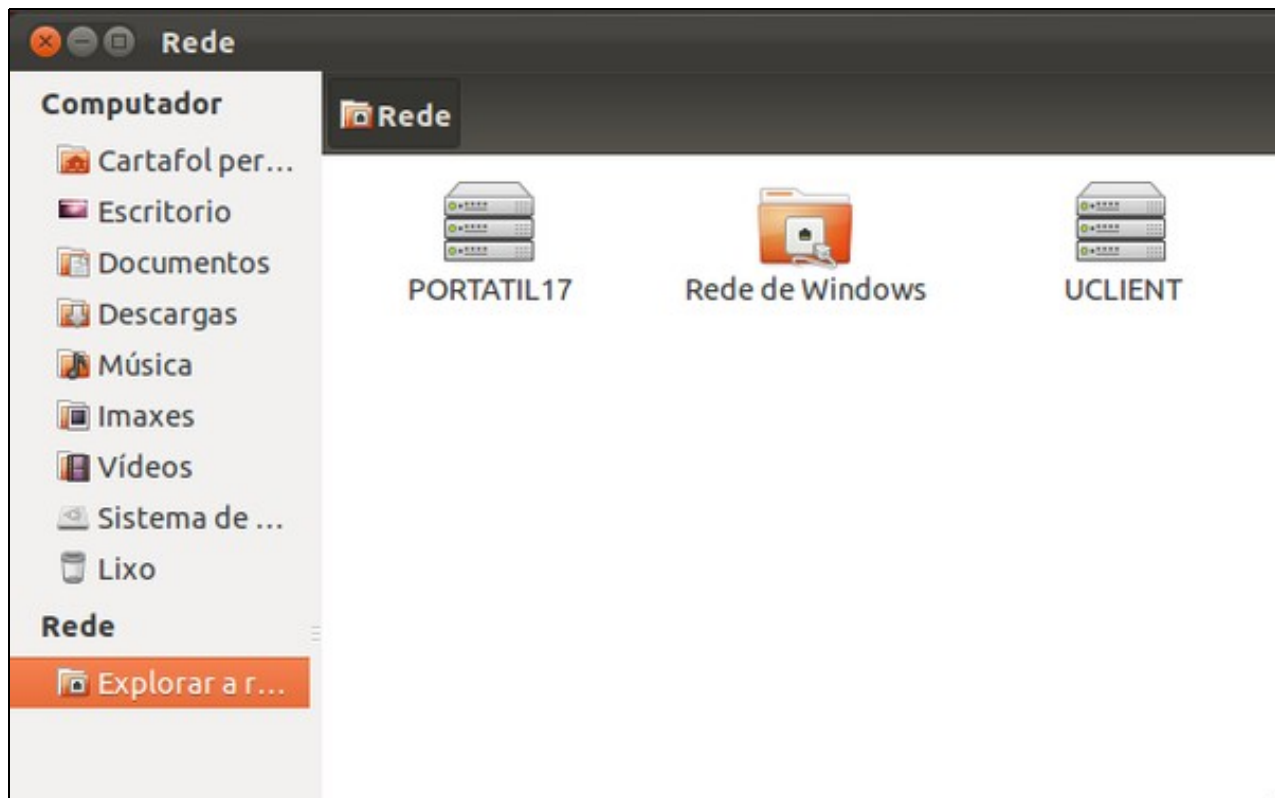 Rede
Computador
Rede
Cartafol per...
Escritorio
Documentos
Descargas
Música
Imaxes
Vídeos
Sistema de ...
Lixo
Rede
Explorar a r...
PORTATIL17
Rede de Windows
UCLIENT